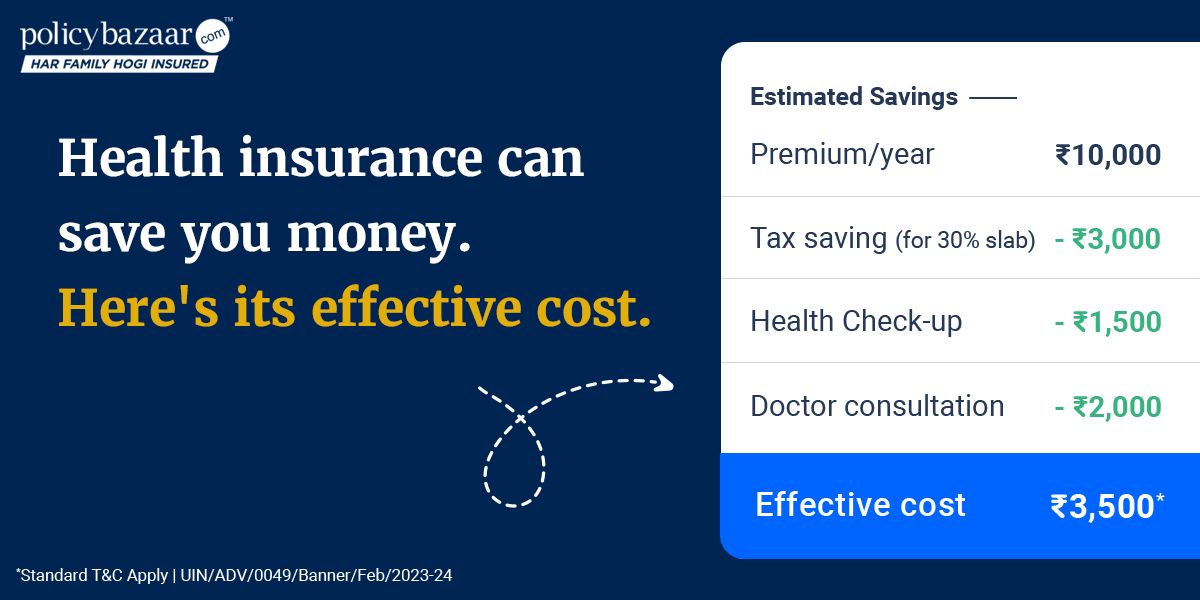 policybazaar.com™
HAR FAMILY HOGI INSURED
Health insurance can
save you money.
Here's its effective cost.
Estimated Savings
Premium/year ₹10,000
Tax saving (for 30% slab) - ₹3,000
Health Check-up - ₹1,500
Doctor consultation - ₹2,000
Effective cost ₹3,500*
*Standard T&C Apply | UIN/ADV/0049/Banner/Feb/2023-24